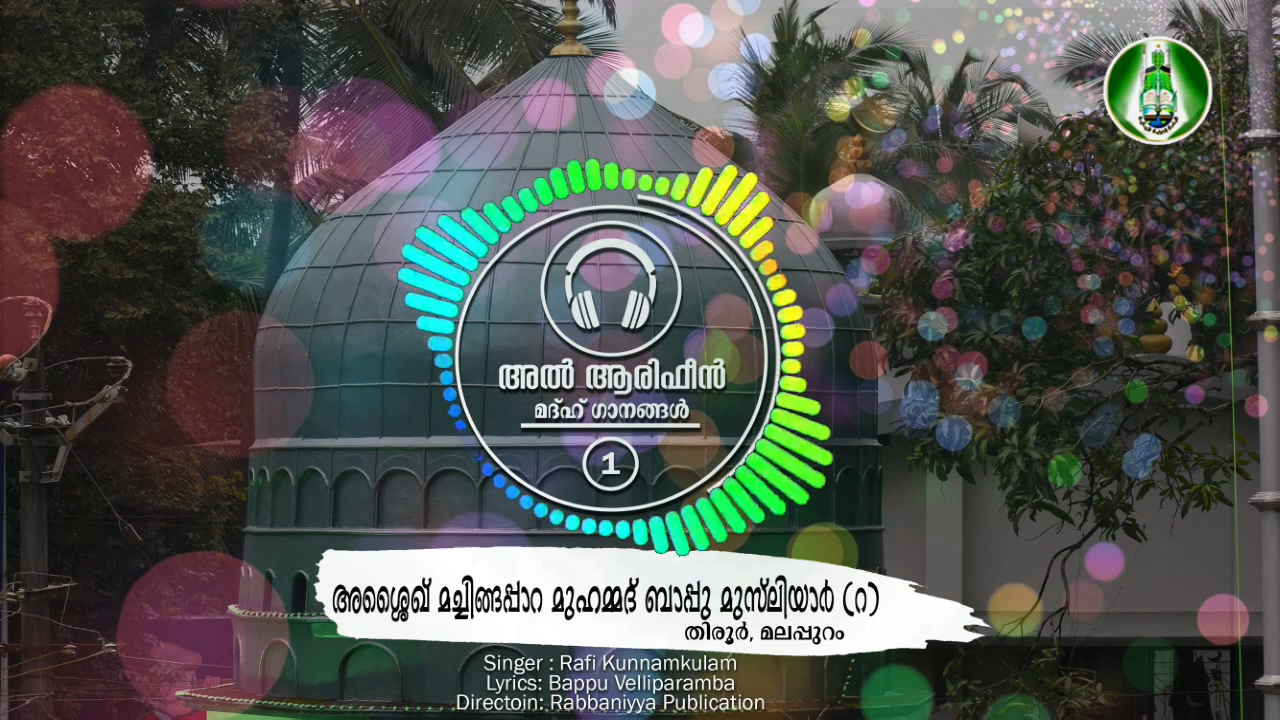 അൽ ആരിഫീൻ
മദ്ഹ് ഗാനങ്ങൾ
1
അശ്ശൈഖ് മച്ചിങ്ങപ്പാറ മുഹമ്മദ് ബാപ്പു മുസ്‌ലിയാർ (റ)
തിരൂർ, മലപ്പുറം
Singer : Rafi Kunnamkulam
Lyrics: Bappu Velliparamba
Directoin: Rabbaniyya Publication